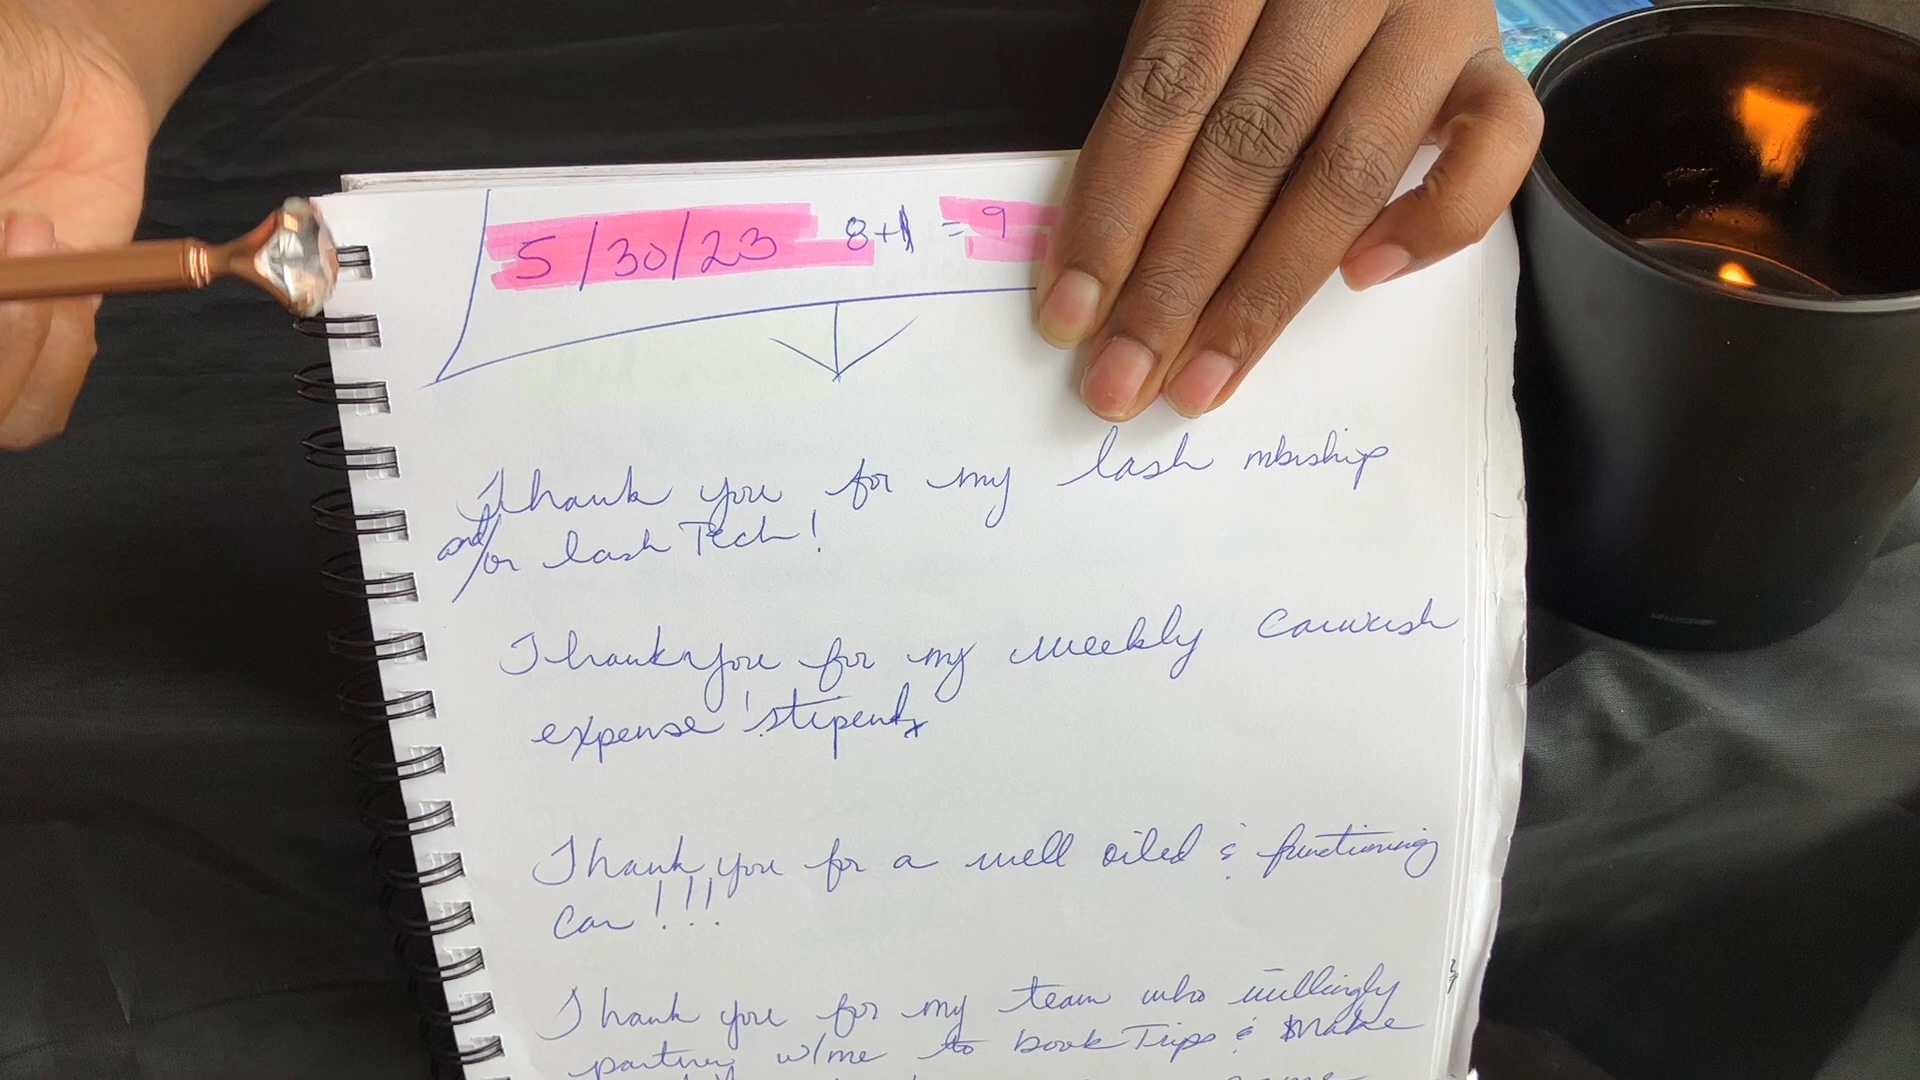 5/30/23 8+1 = 9
Thank you for my lash mbrship
and/or lash Tech!
Thank you for my weekly carwash
expense stipend
Thank you for a well oiled & functioning
car!!!
Thank you for my team who willingly
partner w/me to book Trips & $make